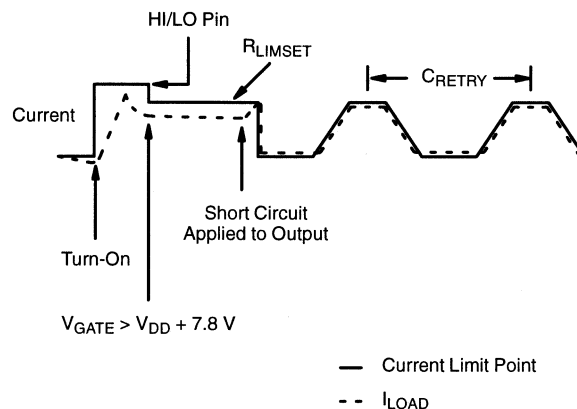 HI/LO Pin
RLIMSET
CRETRY
Current
Short Circuit
Applied to Output
Turn-On
VGATE > VDD + 7.8 V
Current Limit Point
ILOAD